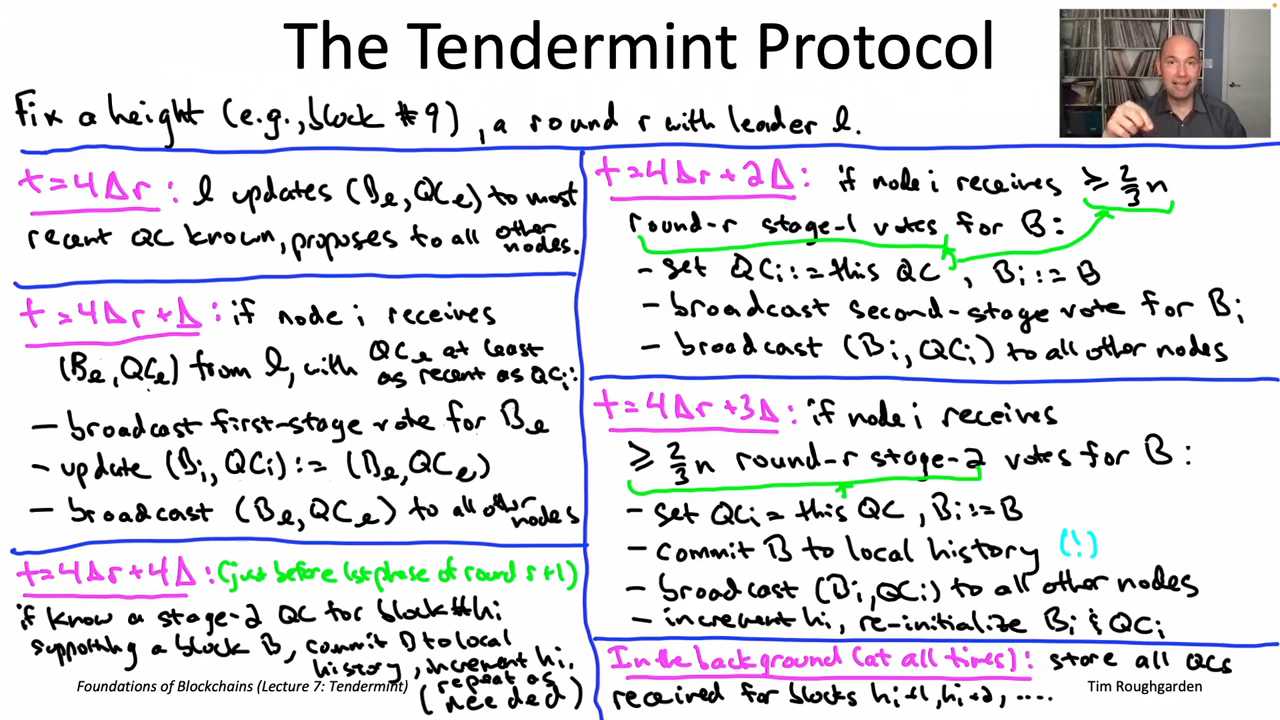 The Tendermint Protocol
Fix a height (e.g., block #9), a round r with leader l.
t=4Δr: l updates (Bℓ, QCℓ) to most
recent QC known, proposes to all other nodes.
t=4Δr+Δ: if node i receives
(Bℓ, QCℓ) from l, with QCℓ at least as recent as QCi:
- broadcast first-stage vote for Bℓ
- update (Bi, QCi) := (Bℓ, QCℓ)
- broadcast (Bℓ, QCℓ) to all other nodes
t=4Δr+4Δ: (just before 1st phase of round r+1)
if know a stage-2 QC for block #hi
supporting a block B, commit B to local
history, increment hi.
(repeat as needed)
t=4Δr+2Δ: if node i receives ≥ 2/3 n
round-r stage-1 votes for B:
- set QCi := this QC, Bi := B
- broadcast second-stage vote for Bi
- broadcast (Bi, QCi) to all other nodes
t=4Δr+3Δ: if node i receives
≥ 2/3 n round-r stage-2 votes for B:
- set QCi = this QC, Bi := B
- commit B to local history (!)
- broadcast (Bi, QCi) to all other nodes
- increment hi, re-initialize Bi & QCi
In the background (at all times): store all QCs
received for blocks hi+1, hi+2, ....
Foundations of Blockchains (Lecture 7: Tendermint)
Tim Roughgarden